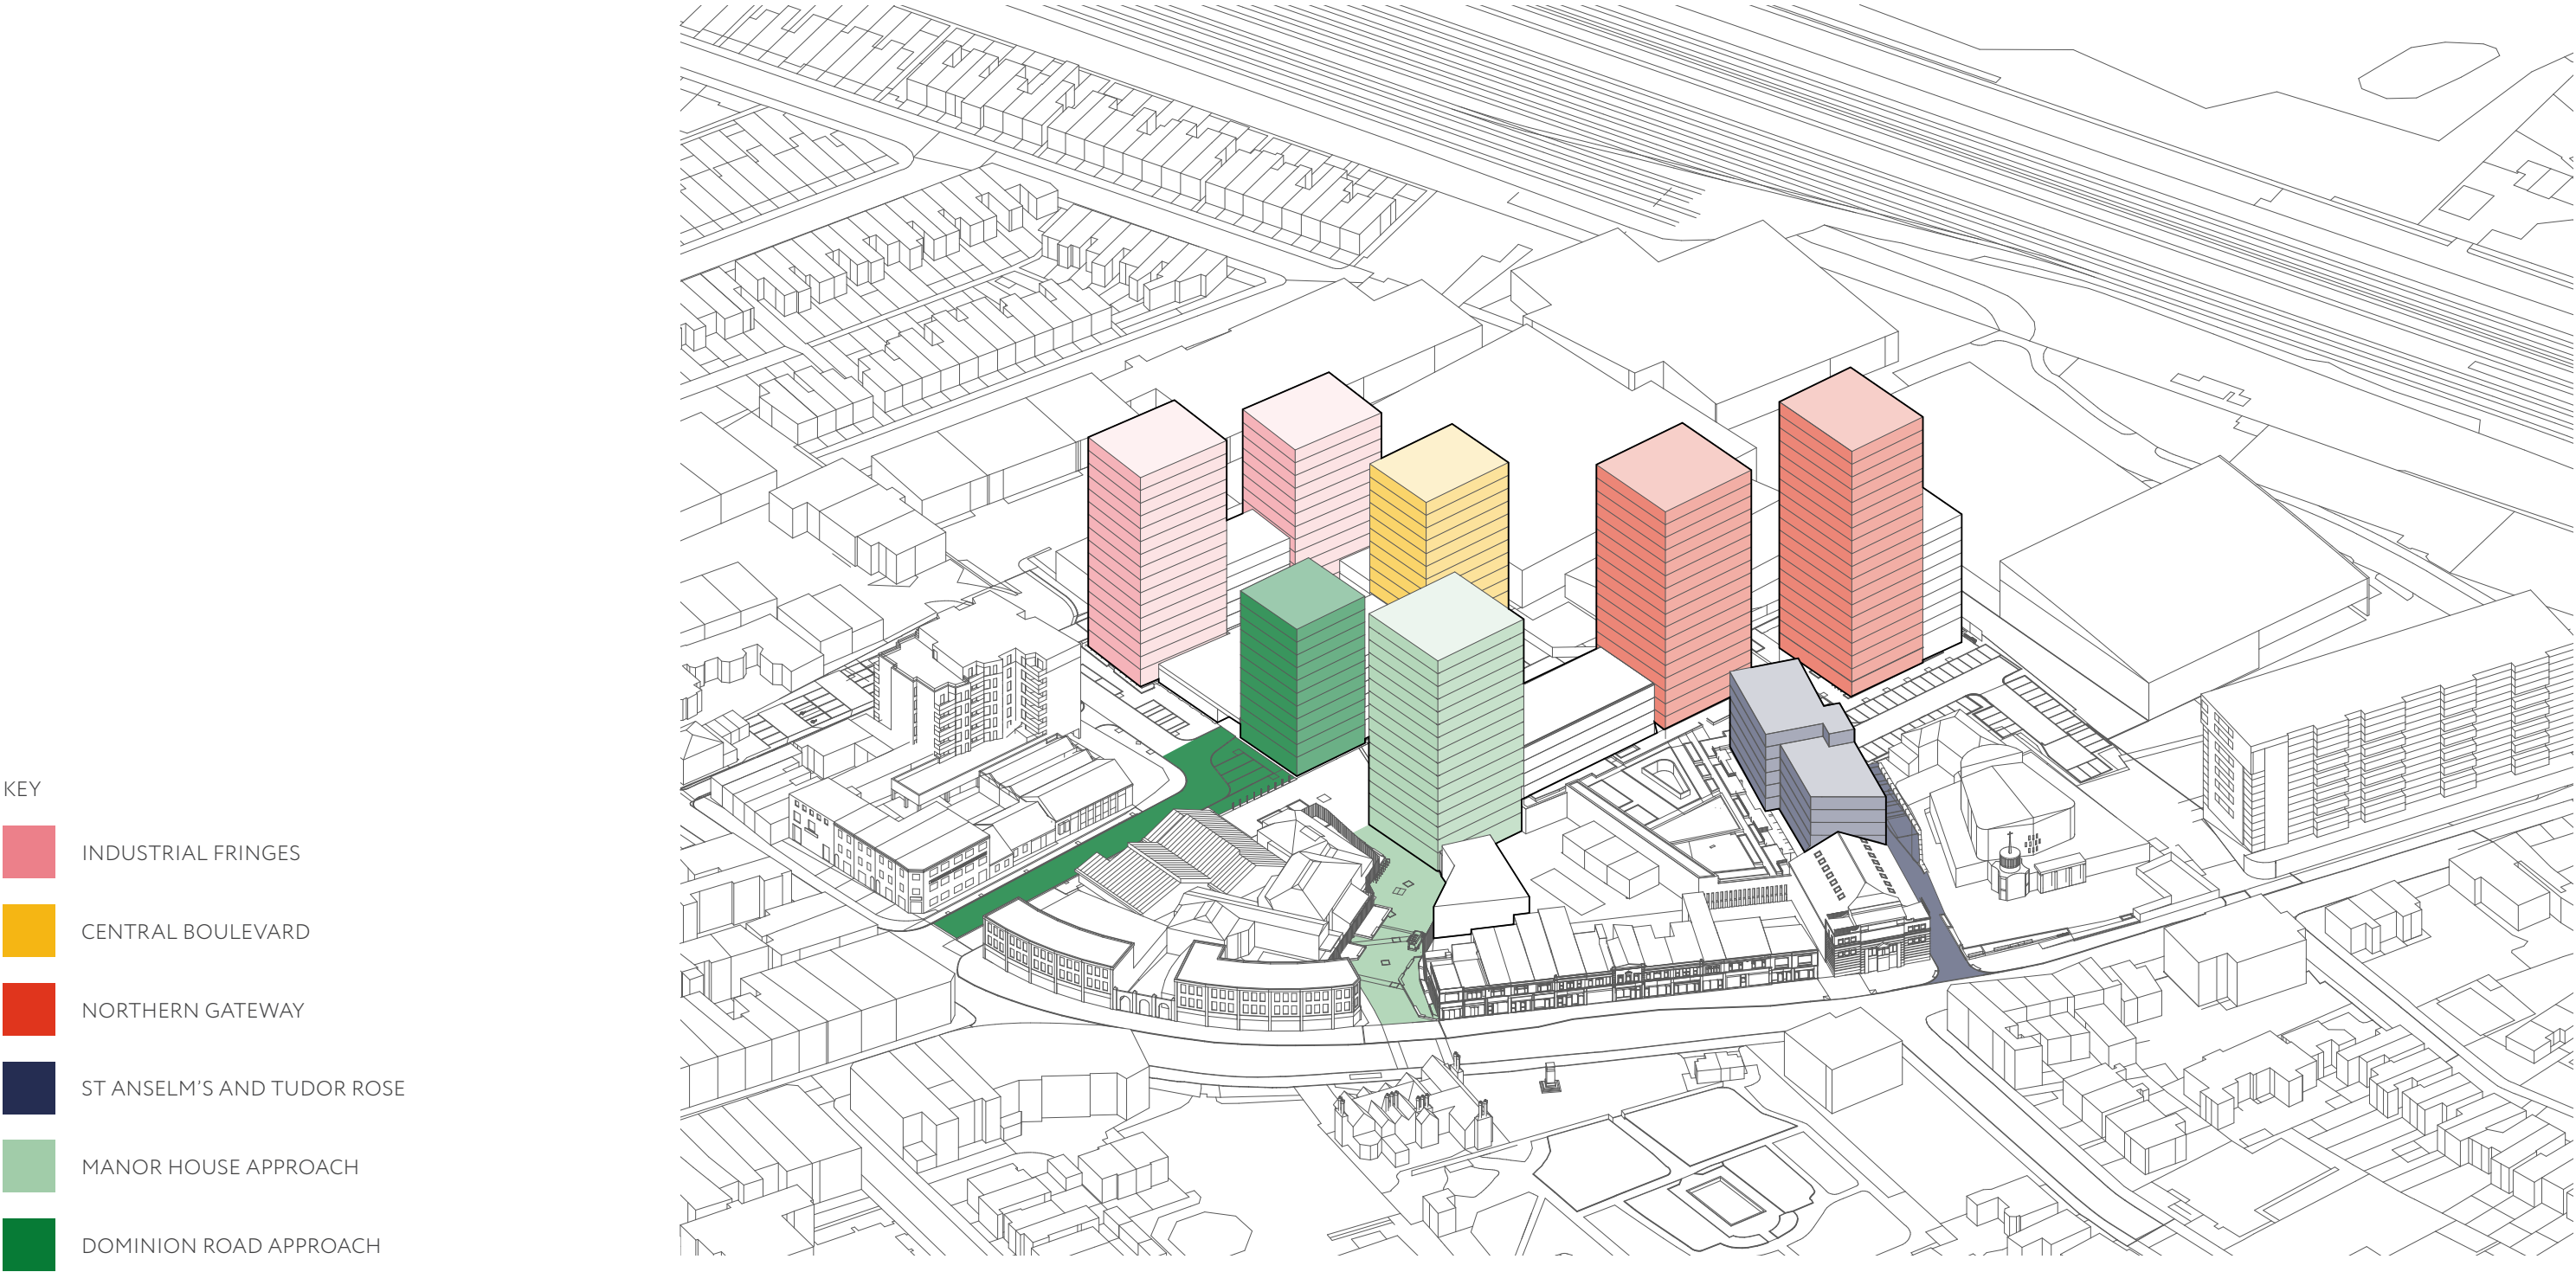 KEY
INDUSTRIAL FRINGES
CENTRAL BOULEVARD
NORTHERN GATEWAY
ST ANSELM’S AND TUDOR ROSE
MANOR HOUSE APPROACH
DOMINION ROAD APPROACH